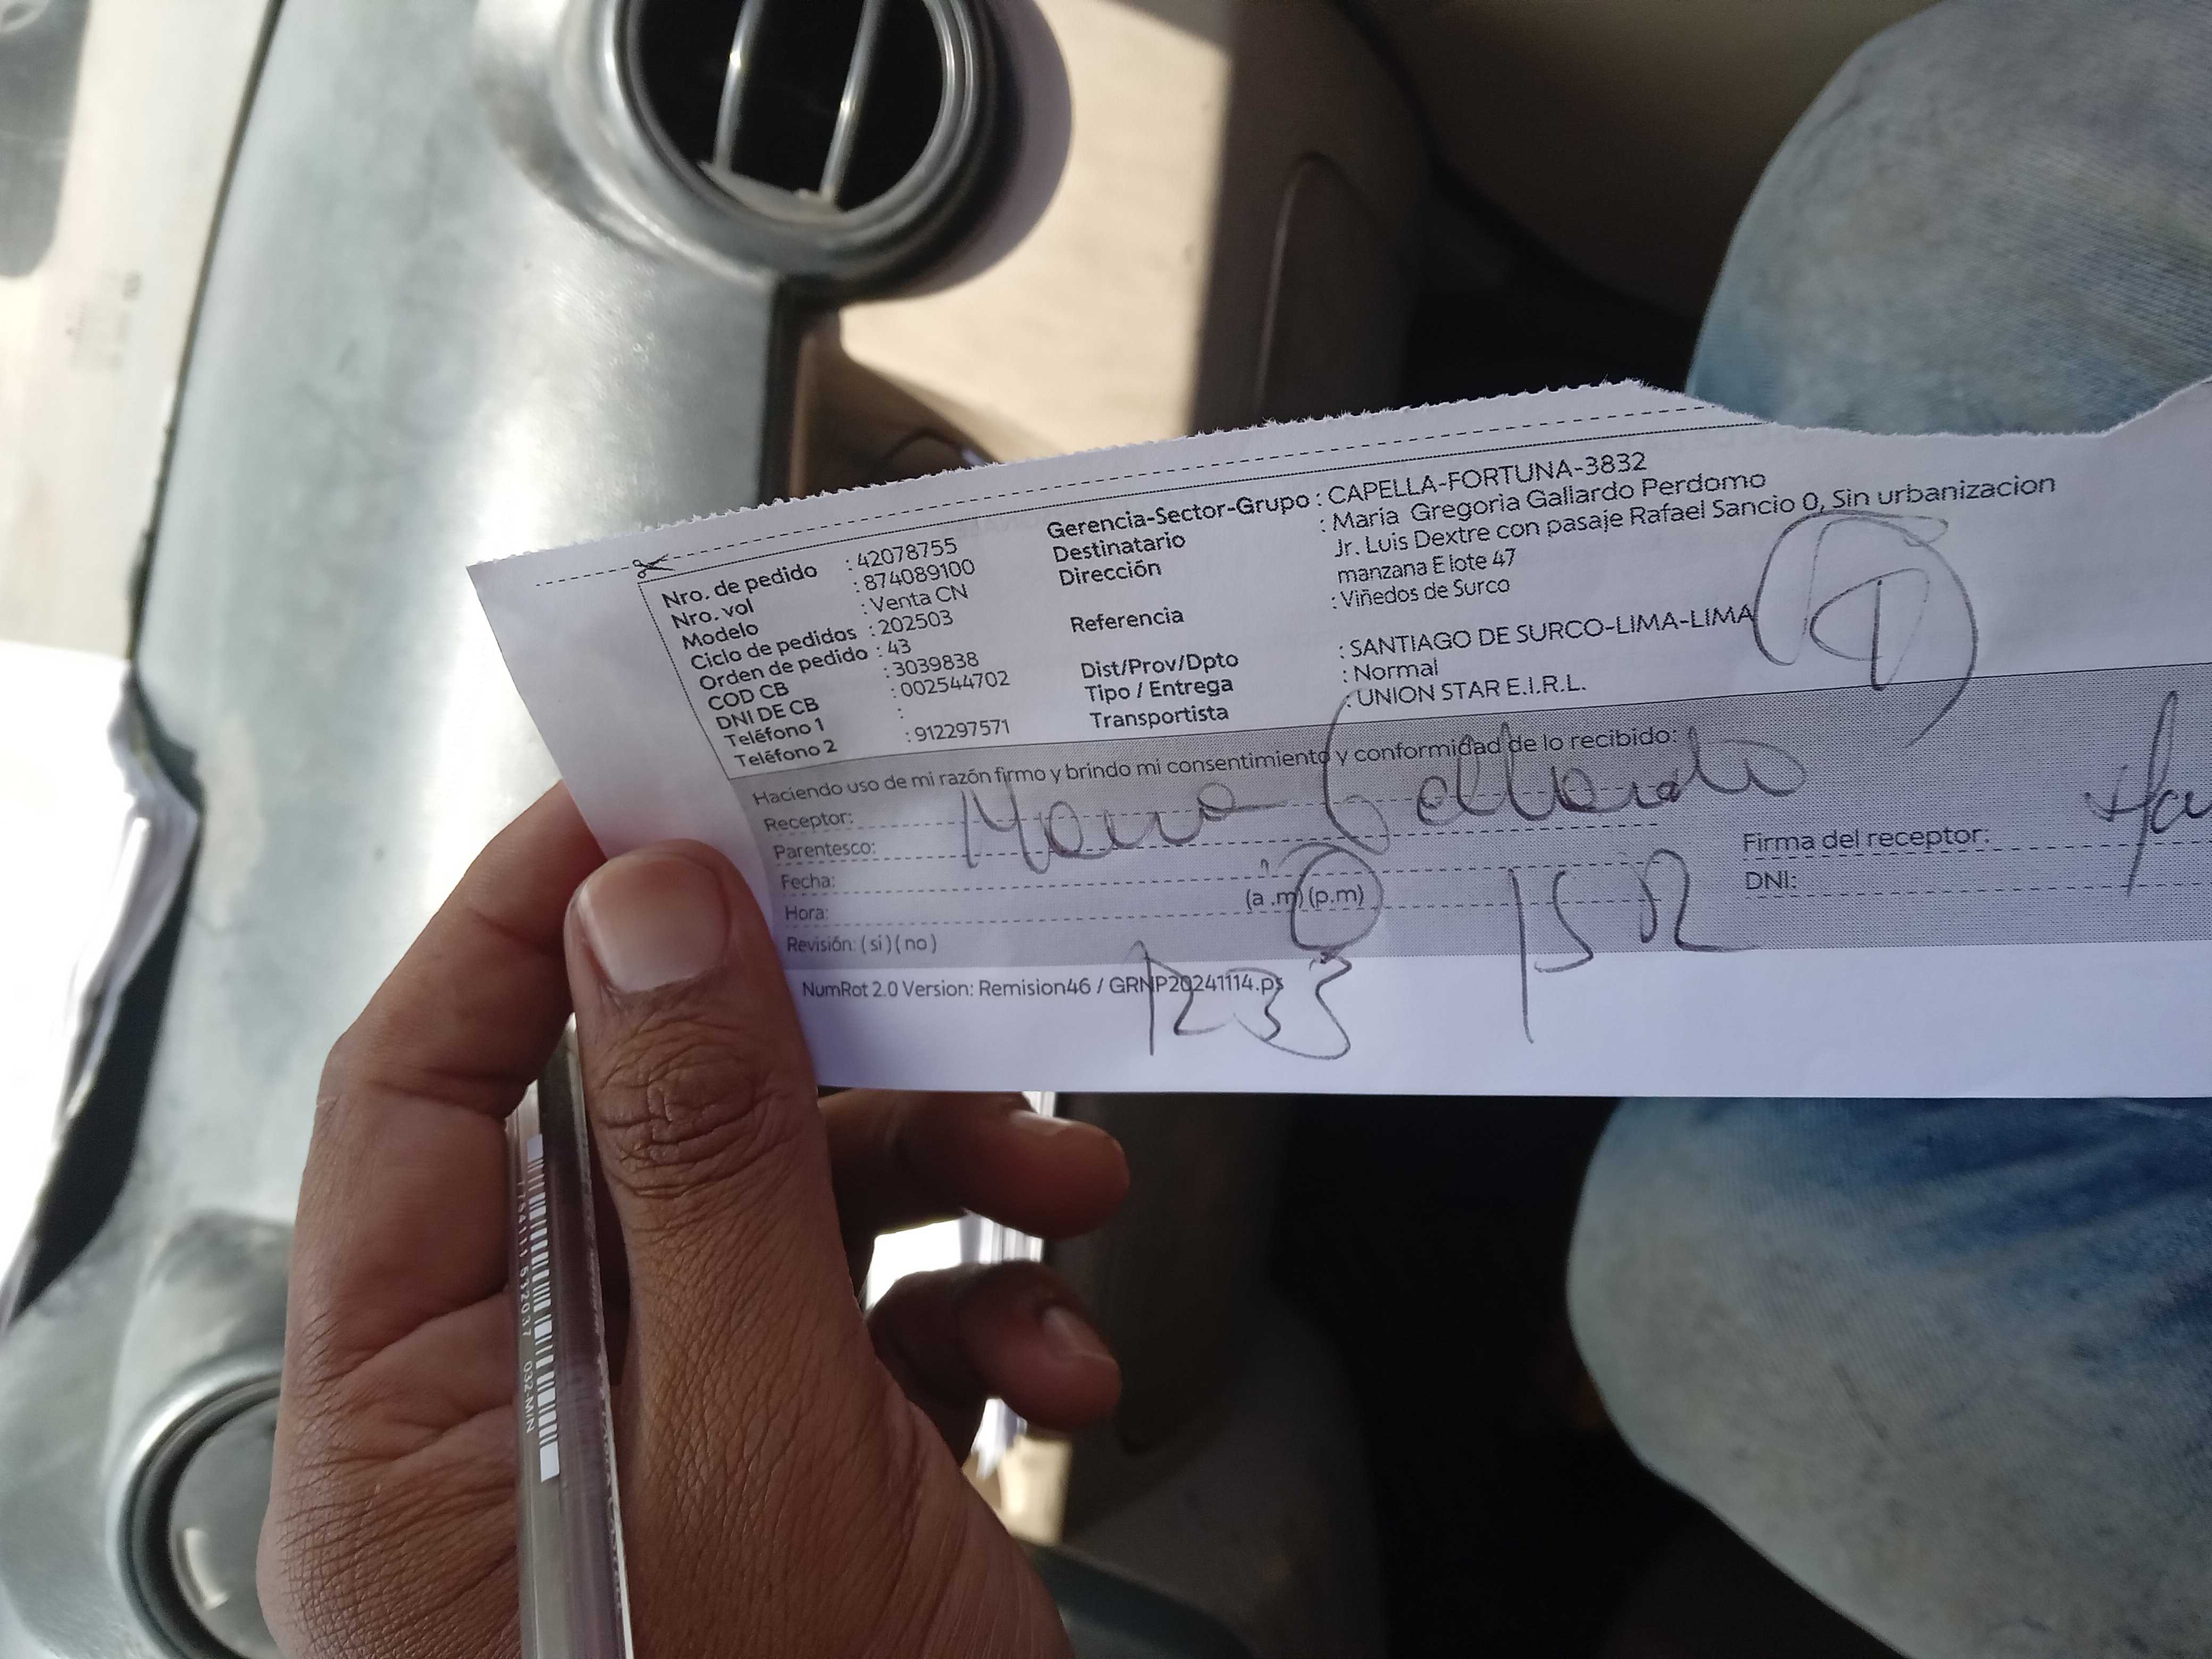 Nro. de pedido : 42078755
Nro. vol : 874089100
Modelo : Venta CN
Ciclo de pedidos : 202503
Orden de pedido : 43
COD CB : 3039838
DNI DE CB : 002544702
Teléfono 1 :
Teléfono 2 : 912297571
Gerencia-Sector-Grupo : CAPELLA-FORTUNA-3832
Destinatario : Maria Gregoria Gallardo Perdomo
Dirección Jr. Luis Dextre con pasaje Rafael Sancio 0, Sin urbanizacion
manzana E lote 47
Referencia : Viñedos de Surco
Dist/Prov/Dpto : SANTIAGO DE SURCO-LIMA-LIMA
Tipo / Entrega : Normal
Transportista : UNION STAR E.I.R.L.
1
Haciendo uso de mi razón firmo y brindo mi consentimiento y conformidad de lo recibido:
Receptor: Maria Gallardo
Parentesco:
Fecha:
Hora: (a.m) (p.m)
Revisión: ( si ) ( no )
Firma del receptor:
DNI:
NumRot 2.0 Version: Remision46 / GRNP20241114.ps
7754111532037 032-M/N